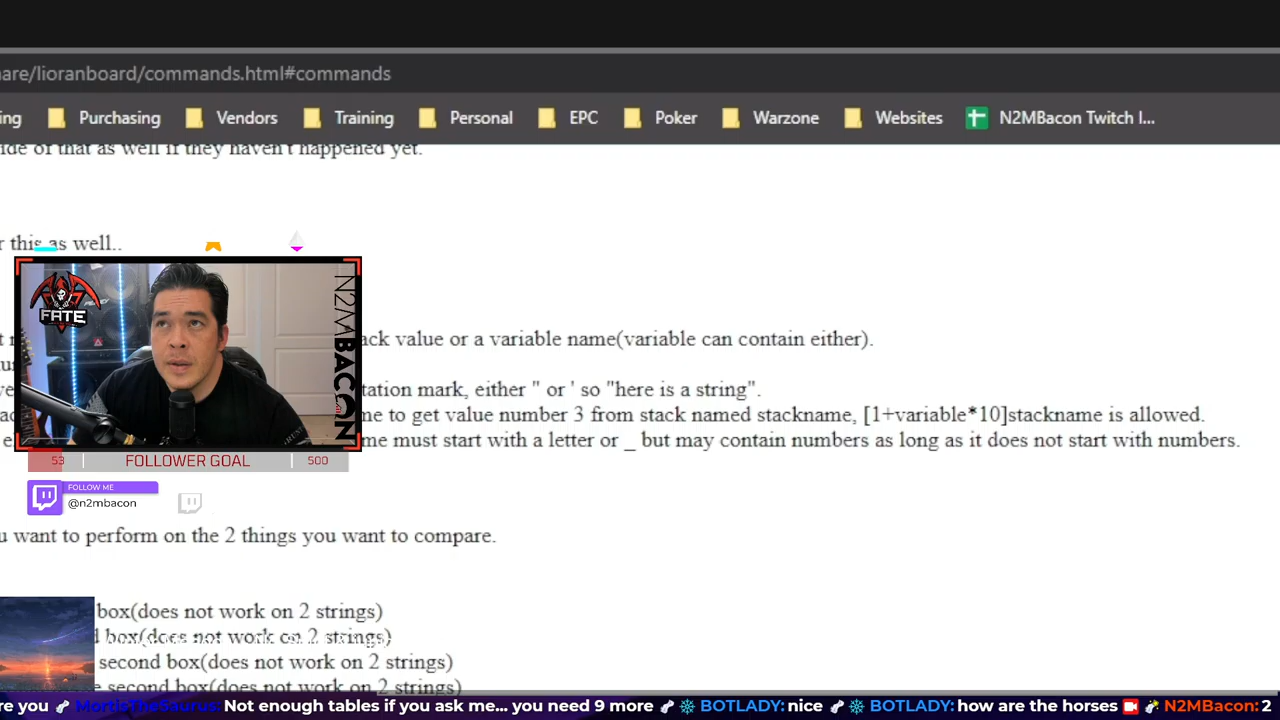 are/lioranboard/commands.html#commands
ing Purchasing Vendors Training Personal EPC Poker Warzone Websites N2MBacon Twitch I...
ide of that as well if they haven't happened yet.
r this as well..
ack value or a variable name(variable can contain either).
tation mark, either " or ' so "here is a string".
me to get value number 3 from stack named stackname, [1+variable*10]stackname is allowed.
me must start with a letter or _ but may contain numbers as long as it does not start with numbers.
FATE
N2MBACON
53 FOLLOWER GOAL 500
FOLLOW ME
@n2mbacon
u want to perform on the 2 things you want to compare.
box(does not work on 2 strings)
d box(does not work on 2 strings)
second box(does not work on 2 strings)
second box(does not work on 2 strings)
re you MortisTheSaurus: Not enough tables if you ask me... you need 9 more BOTLADY: nice BOTLADY: how are the horses N2MBacon: 2